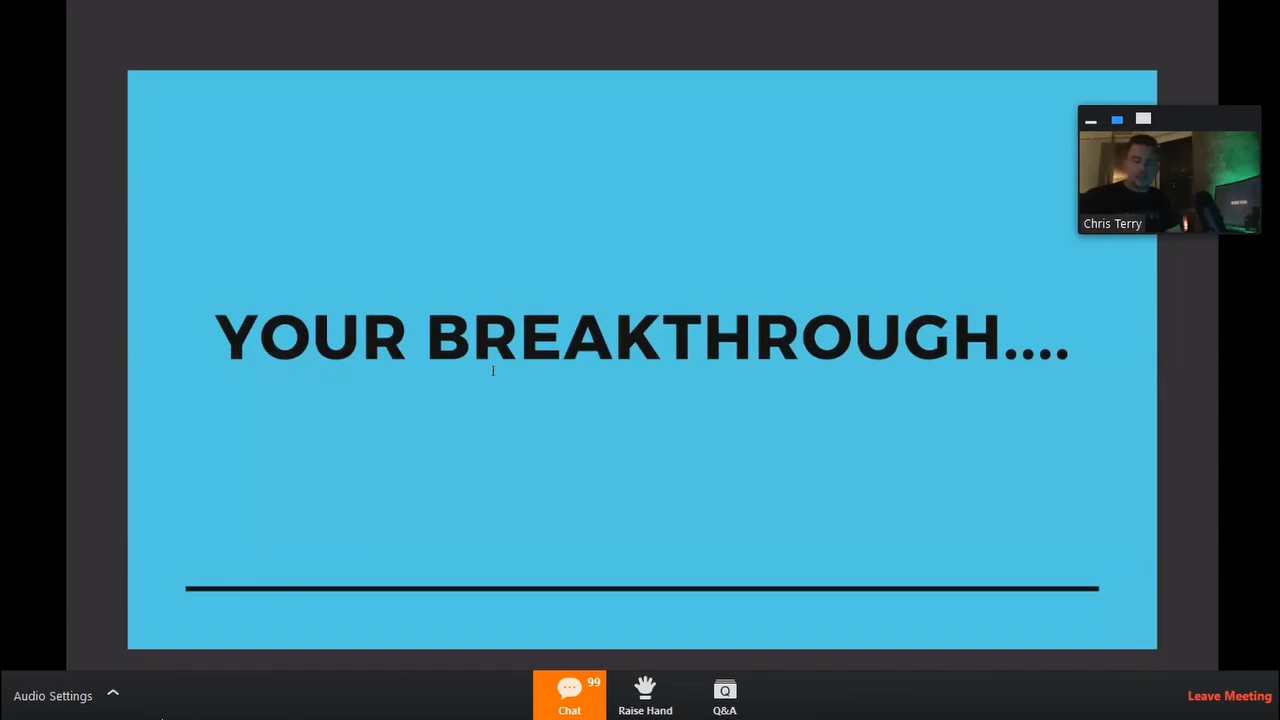 YOUR BREAKTHROUGH....
Chris Terry
Audio Settings
99
Chat
Raise Hand
Q
Q&A
Leave Meeting